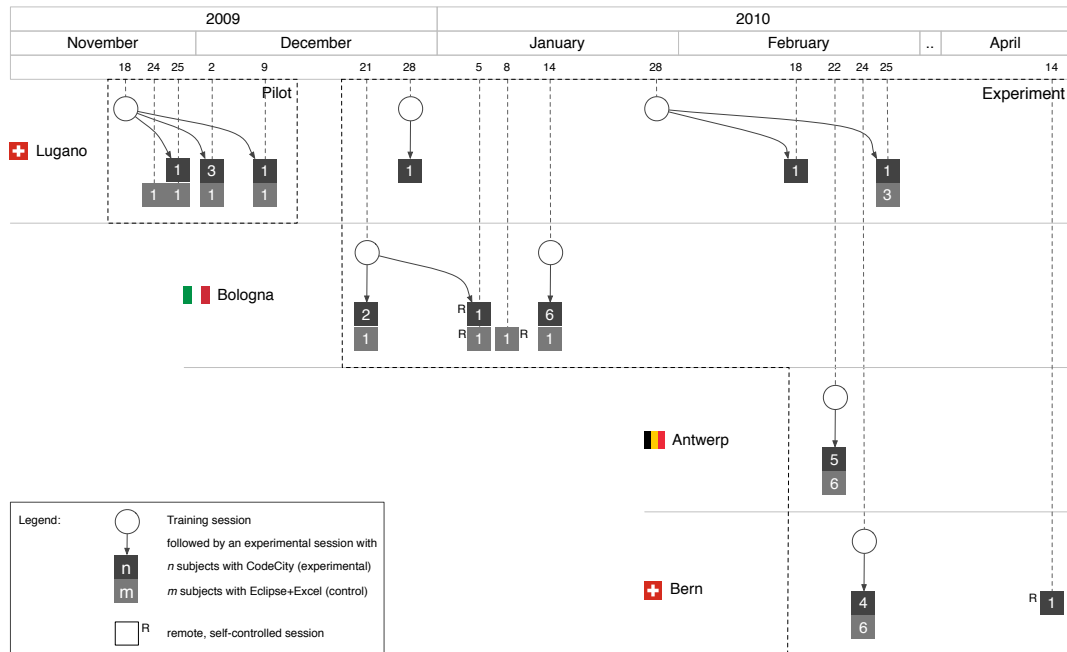 2009 2010
November December January February .. April
18 24 25 2 9 21 28 5 8 14 28 18 22 24 25 14
Pilot Experiment
Lugano
1 3 1 1 1 1
1 1 1 1 3
Bologna
2 R 1 6
1 R 1 1 R 1
Antwerp
5
6
Bern
4 R 1
6
Legend:
Training session
followed by an experimental session with
n n subjects with CodeCity (experimental)
m m subjects with Eclipse+Excel (control)
R remote, self-controlled session